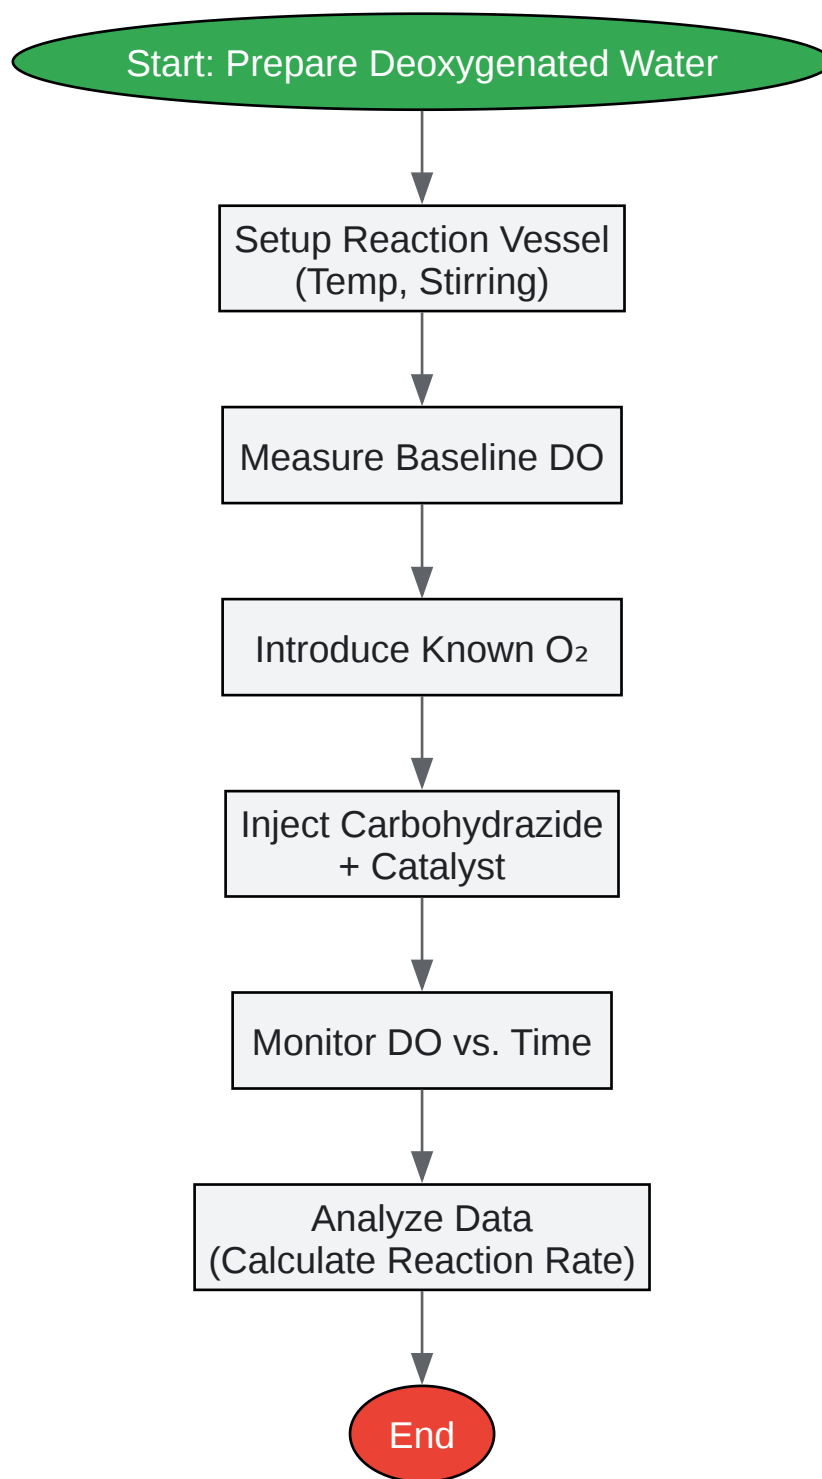 Start: Prepare Deoxygenated Water
Setup Reaction Vessel
(Temp, Stirring)
Measure Baseline DO
Introduce Known O₂
Inject Carbohydrazide
+ Catalyst
Monitor DO vs. Time
Analyze Data
(Calculate Reaction Rate)
End